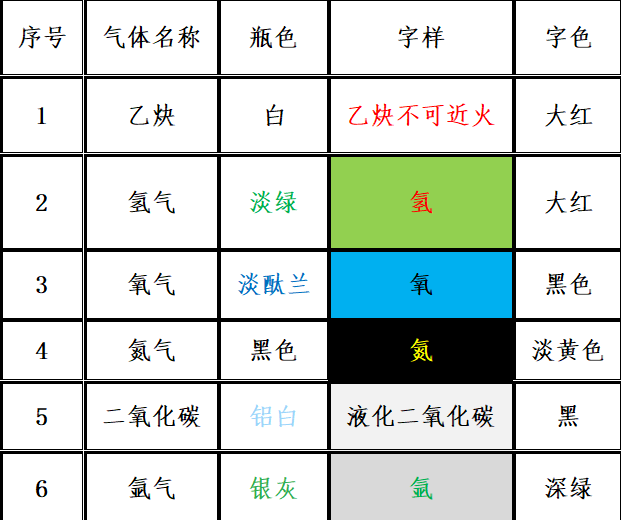 序号 气体名称 瓶色 字样 字色
1 乙炔 白 乙炔不可近火 大红
2 氢气 淡绿 氢 大红
3 氧气 淡酞兰 氧 黑色
4 氮气 黑色 氮 淡黄色
5 二氧化碳 铝白 液化二氧化碳 黑
6 氩气 银灰 氩 深绿